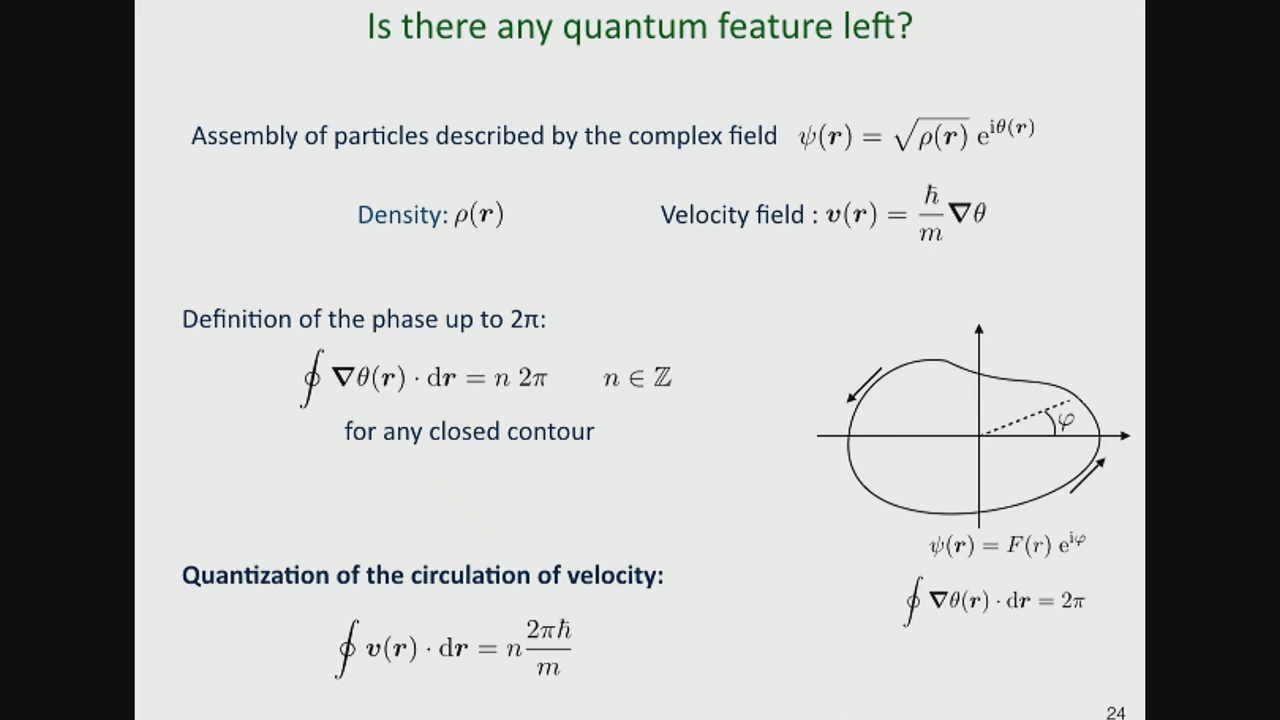 Is there any quantum feature left?
Assembly of particles described by the complex field ψ(r) = √ρ(r) e^{iθ(r)}
Density: ρ(r)
Velocity field : v(r) = ħ/m ∇θ
Definition of the phase up to 2π:
∮ ∇θ(r) · dr = n 2π n ∈ ℤ
for any closed contour
φ
ψ(r) = F(r) e^{iφ}
∮ ∇θ(r) · dr = 2π
Quantization of the circulation of velocity:
∮ v(r) · dr = n 2πħ/m
24